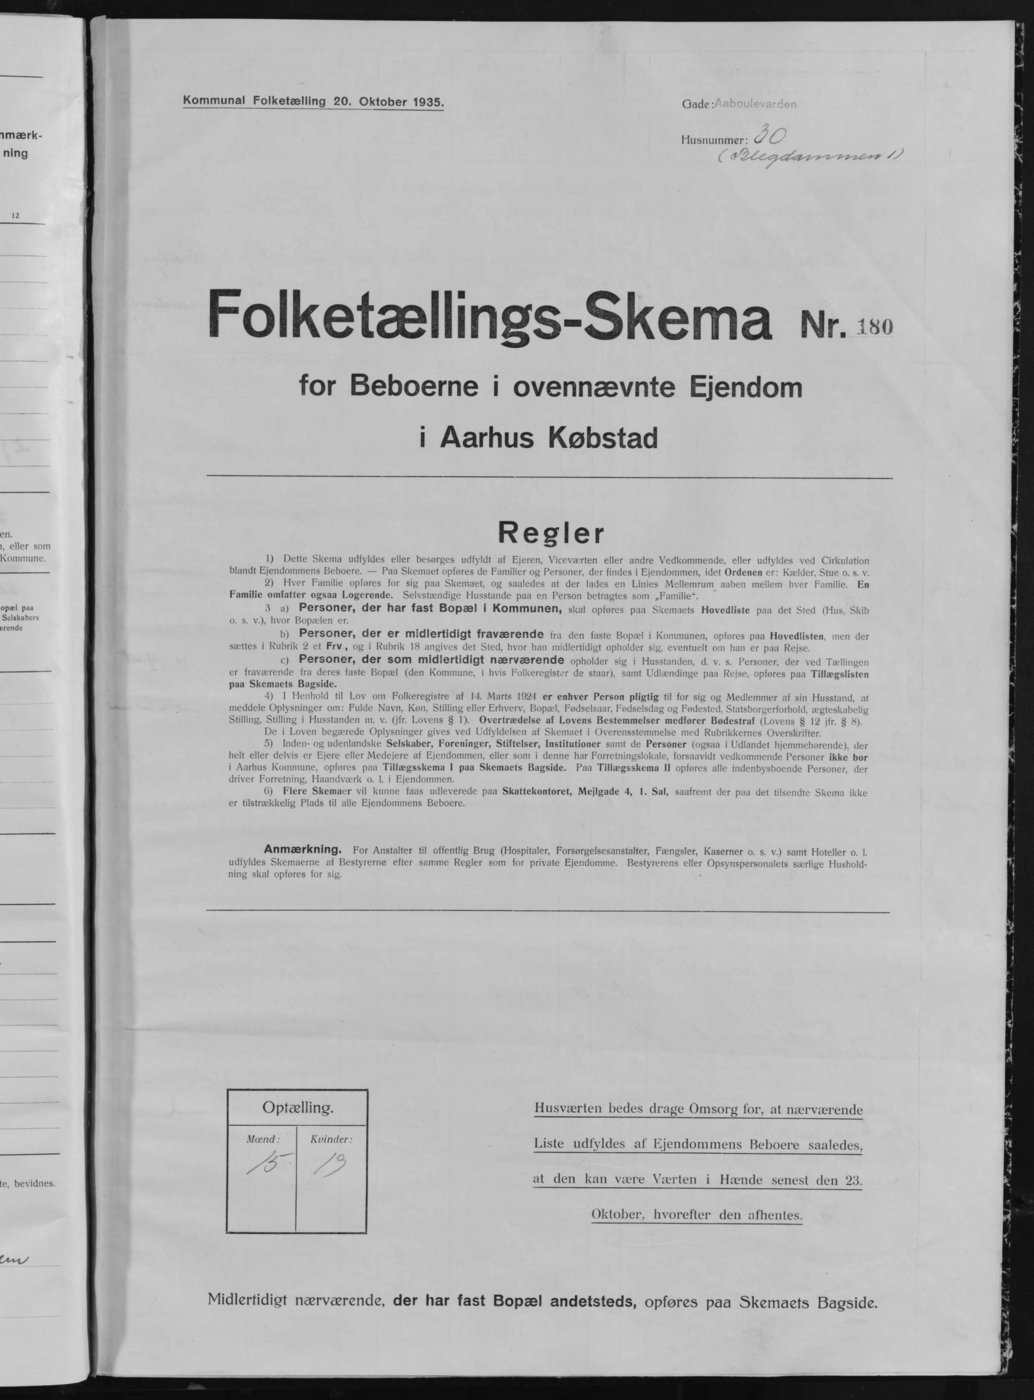 nmærk-
ning
12
en.
n, eller som
Kommune.
opæl paa
Selskabers
ærende
te, bevidnes.
Kommunal Folketælling 20. Oktober 1935.
Gade: Aaboulevarden
Husnummer: 30
(Blegdammen 1)
Folketællings-Skema Nr. 180
for Beboerne i ovennævnte Ejendom
i Aarhus Købstad
Regler
1) Dette Skema udfyldes eller besørges udfyldt af Ejeren, Viceværten eller andre Vedkommende, eller udfyldes ved Cirkulation
blandt Ejendommens Beboere. — Paa Skemaet opføres de Familier og Personer, der findes i Ejendommen, idet Ordenen er: Kælder, Stue o. s. v.
2) Hver Familie opføres for sig paa Skemaet, og saaledes at der lades en Linies Mellemrum aaben mellem hver Familie. En
Familie omfatter ogsaa Logerende. Selvstændige Husstande paa en Person betragtes som „Familie“.
3 a) Personer, der har fast Bopæl i Kommunen, skal opføres paa Skemaets Hovedliste paa det Sted (Hus, Skib
o. s. v.), hvor Bopælen er.
b) Personer, der er midlertidigt fraværende fra den faste Bopæl i Kommunen, opføres paa Hovedlisten, men der
sættes i Rubrik 2 et Frv., og i Rubrik 18 angives det Sted, hvor han midlertidigt opholder sig, eventuelt om han er paa Rejse.
c) Personer, der som midlertidigt nærværende opholder sig i Husstanden, d. v. s. Personer, der ved Tællingen
er fraværende fra deres faste Bopæl (den Kommune, i hvis Folkeregister de staar), samt Udlændinge paa Rejse, opføres paa Tillægslisten
paa Skemaets Bagside.
4) I Henhold til Lov om Folkeregistre af 14. Marts 1924 er enhver Person pligtig til for sig og Medlemmer af sin Husstand, at
meddele Oplysninger om: Fulde Navn, Køn, Stilling eller Erhverv, Bopæl, Fødselsaar, Fødselsdag og Fødested, Statsborgerforhold, ægteskabelig
Stilling, Stilling i Husstanden m. v. (jfr. Lovens § 1). Overtrædelse af Lovens Bestemmelser medfører Bødestraf (Lovens § 12 jfr. § 8).
De i Loven begærede Oplysninger gives ved Udfyldelsen af Skemaet i Overensstemmelse med Rubrikkernes Overskrifter.
5) Inden- og udenlandske Selskaber, Foreninger, Stiftelser, Institutioner samt de Personer (ogsaa i Udlandet hjemmehørende), der
helt eller delvis er Ejere eller Medejere af Ejendommen, eller som i denne har Forretningslokale, forsaavidt vedkommende Personer ikke bor
i Aarhus Kommune, opføres paa Tillægsskema I paa Skemaets Bagside. Paa Tillægsskema II opføres alle indenbysboende Personer, der
driver Forretning, Haandværk o. l. i Ejendommen.
6) Flere Skemaer vil kunne faas udleverede paa Skattekontoret, Mejlgade 4, 1. Sal, saafremt der paa det tilsendte Skema ikke
er tilstrækkelig Plads til alle Ejendommens Beboere.
Anmærkning. For Anstalter til offentlig Brug (Hospitaler, Forsørgelsesanstalter, Fængsler, Kaserner o. s. v.) samt Hoteller o. l.
udfyldes Skemaerne af Bestyrerne efter samme Regler som for private Ejendomme. Bestyrerens eller Opsynspersonalets særlige Hushold-
ning skal opføres for sig.
Optælling.
Mænd: Kvinder:
15 19
Husværten bedes drage Omsorg for, at nærværende
Liste udfyldes af Ejendommens Beboere saaledes,
at den kan være Værten i Hænde senest den 23.
Oktober, hvorefter den afhentes.
Midlertidigt nærværende, der har fast Bopæl andetsteds, opføres paa Skemaets Bagside.